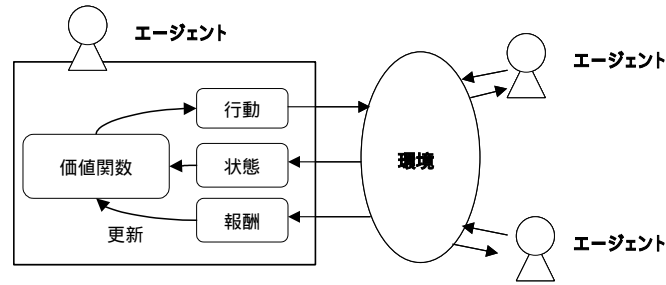 エージェント
エージェント
行動
環境
価値関数
状態
報酬
更新
エージェント